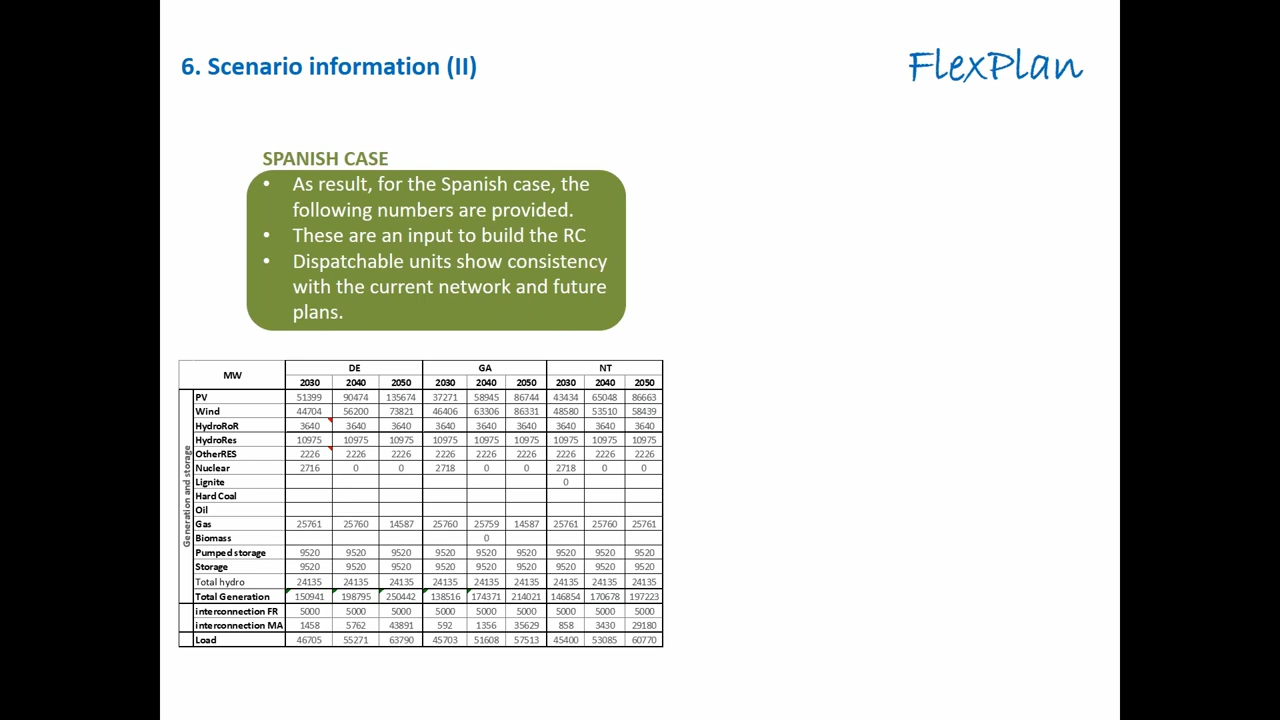 6. Scenario information (II)
FlexPlan
SPANISH CASE
• As result, for the Spanish case, the
following numbers are provided.
• These are an input to build the RC
• Dispatchable units show consistency
with the current network and future
plans.
MW DE GA NT
2030 2040 2050 2030 2040 2050 2030 2040 2050
Generation and storage
PV 51399 90474 135674 37271 58945 86744 43434 65048 86663
Wind 44704 56200 73821 46406 63306 86331 48580 53510 58439
HydroRoR 3640 3640 3640 3640 3640 3640 3640 3640 3640
HydroRes 10975 10975 10975 10975 10975 10975 10975 10975 10975
OtherRES 2226 2226 2226 2226 2226 2226 2226 2226 2226
Nuclear 2716 0 0 2718 0 0 2718 0 0
Lignite 0
Hard Coal
Oil
Gas 25761 25760 14587 25760 25759 14587 25761 25760 25761
Biomass 0
Pumped storage 9520 9520 9520 9520 9520 9520 9520 9520 9520
Storage 9520 9520 9520 9520 9520 9520 9520 9520 9520
Total hydro 24135 24135 24135 24135 24135 24135 24135 24135 24135
Total Generation 150941 198795 250442 138516 174371 214021 146854 170678 197223
interconnection FR 5000 5000 5000 5000 5000 5000 5000 5000 5000
interconnection MA 1458 5762 43891 592 1356 35629 858 3430 29180
Load 46705 55271 63790 45703 51608 57513 45400 53085 60770